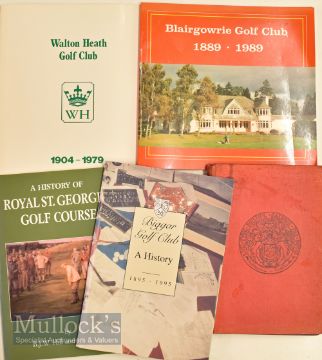 Walton Heath
Golf Club
WH
1904 - 1979
Blairgowrie Golf Club
1889 · 1989
A HISTORY OF
ROYAL ST. GEORGE'S
GOLF COURSE
Biggar
Golf Club
A History
1895 - 1995
Mullock's
Specialist Auctioneers & Valuers